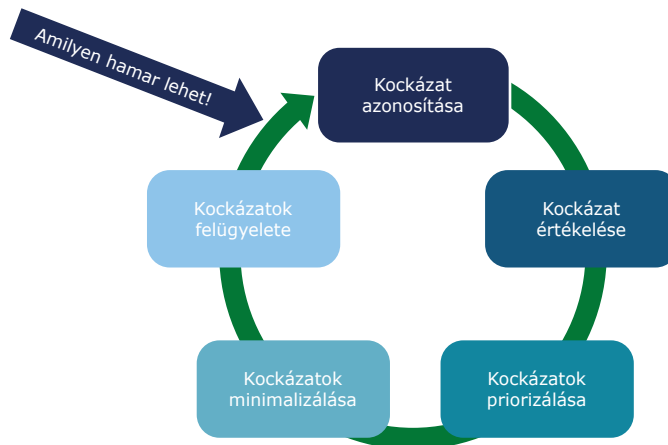 Amilyen hamar lehet!
Kockázat
azonosítása
Kockázat
értékelése
Kockázatok
priorizálása
Kockázatok
minimalizálása
Kockázatok
felügyelete